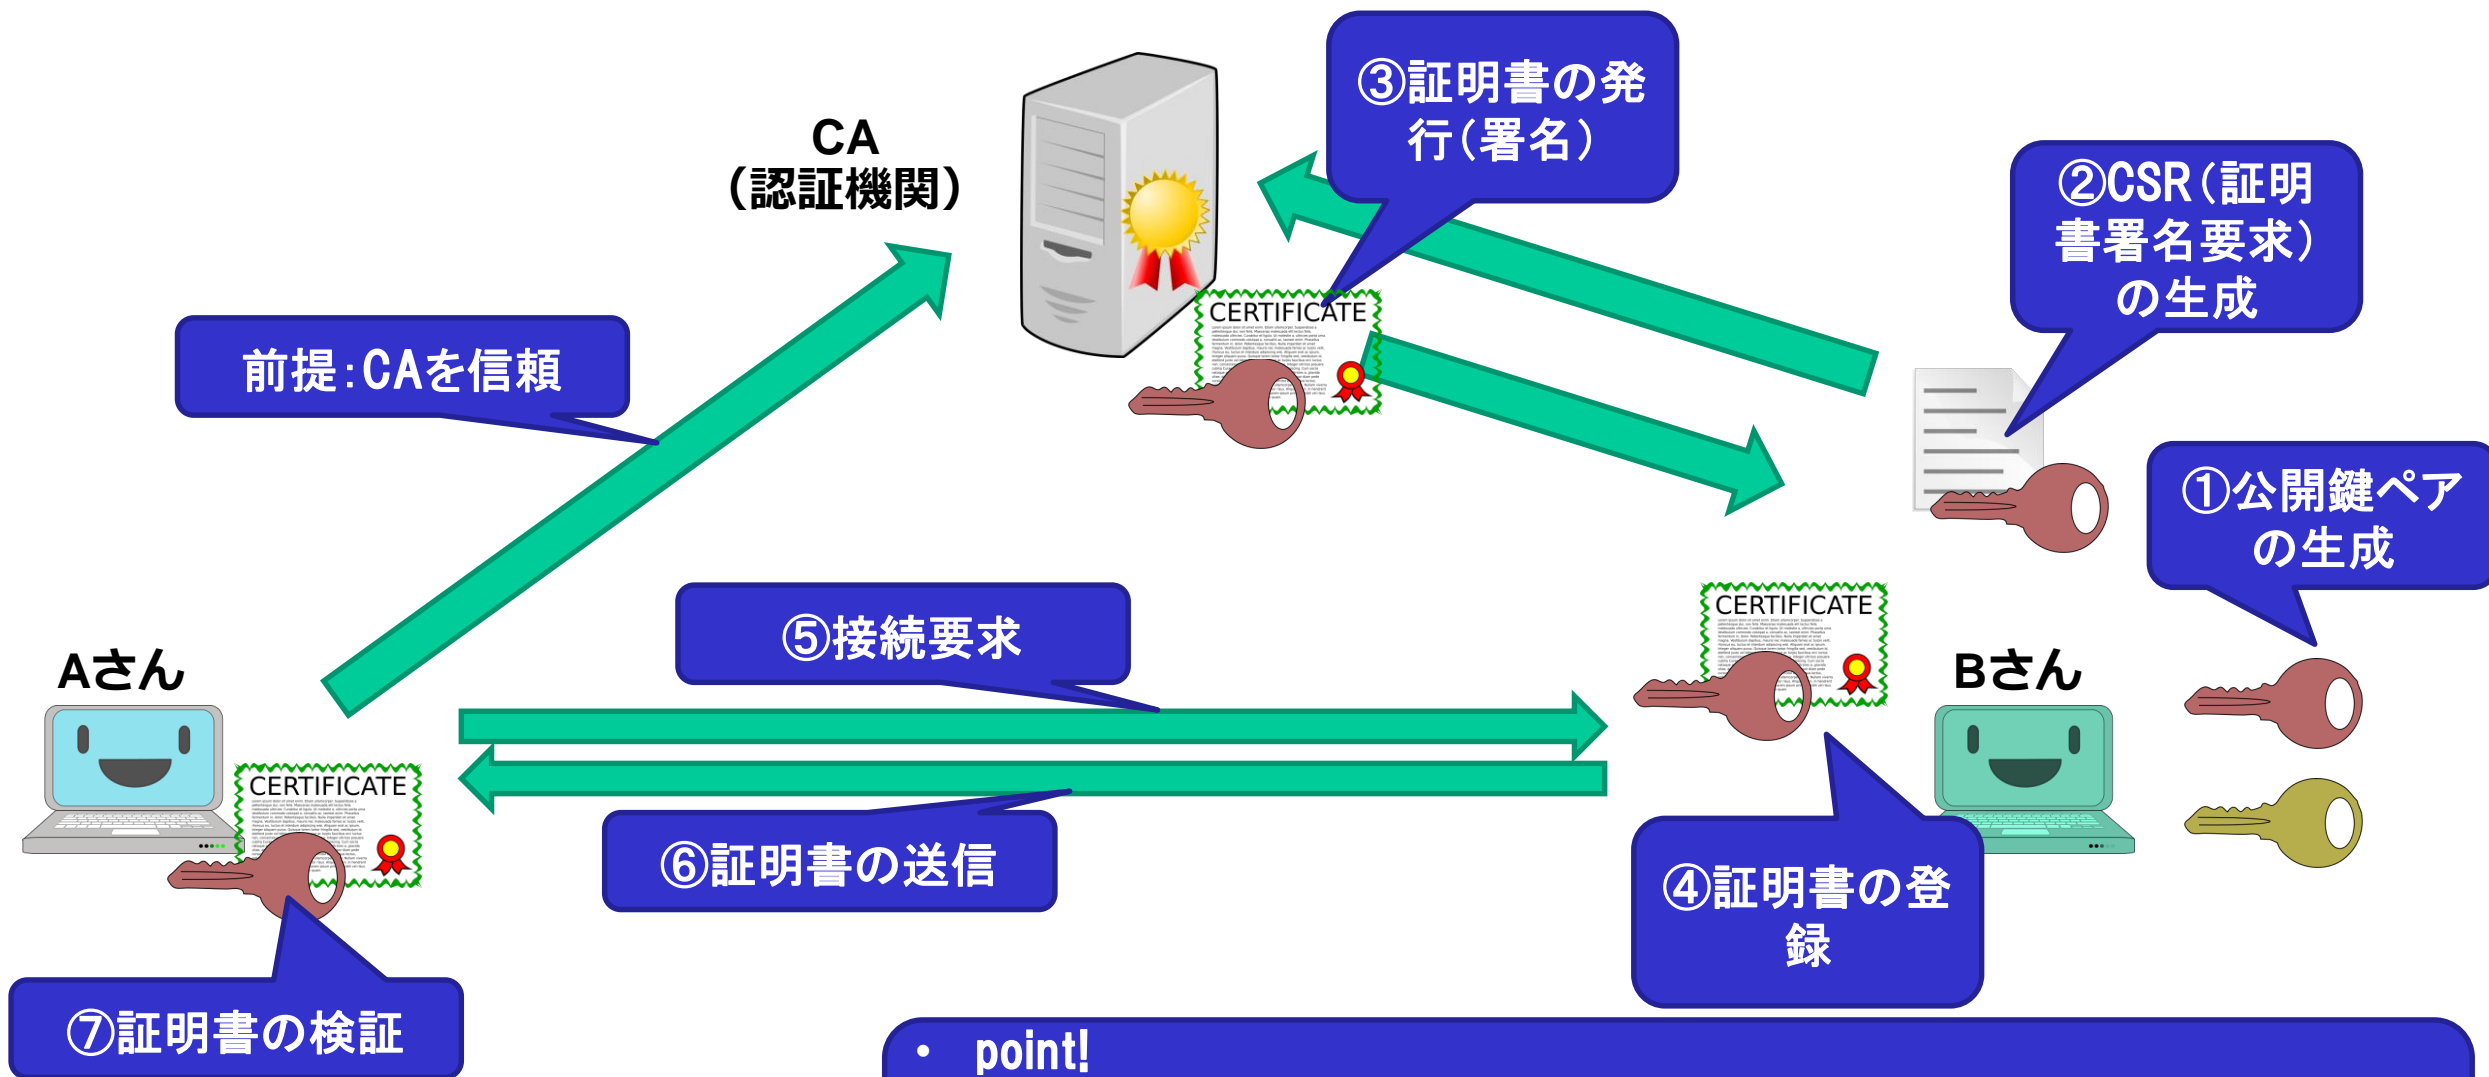 ③証明書の発
行(署名)
CA
(認証機関)
②CSR(証明
書署名要求)
の生成
CERTIFICATE
前提:CAを信頼
①公開鍵ペア
の生成
CERTIFICATE
⑤接続要求
Aさん
Bさん
CERTIFICATE
⑥証明書の送信
④証明書の登
録
⑦証明書の検証
• point!